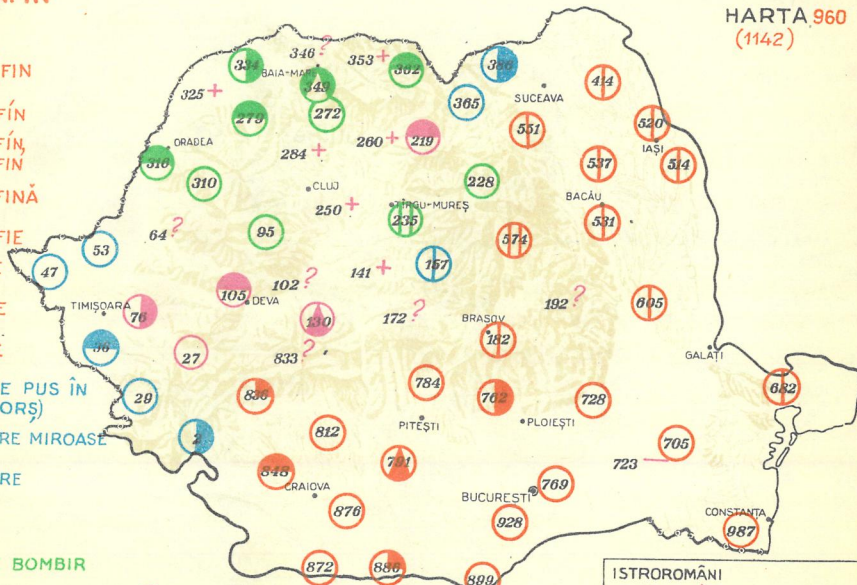 HARTA 960
(1142)
FIN
FÍN
FÍN,
FIN
FINĂ
FIE
E PUS ÎN
ORȘ)
RE MIROASE
RE
BOMBIR
346 ?
353 +
334
BAIA-MARE
349
362
386
414
325 +
365
SUCEAVA
279
272
260 +
219
551
520
IAȘI
ORADEA
316
284 +
537
514
310
CLUJ
228
BACĂU
250 +
TÎRGU-MUREȘ
235
531
64 ?
95
574
53
47
141 +
157
102 ?
105
DEVA
192 ?
605
TIMIȘOARA
76
130
172 ?
BRAȘOV
182
27
833 ?
GALAȚI
29
836
784
762
728
682
PITEȘTI
PLOIEȘTI
2
812
705
791
723
848
CRAIOVA
769
BUCUREȘTI
876
928
CONSTANȚA
987
872
886
899
ISTROROMÂNI